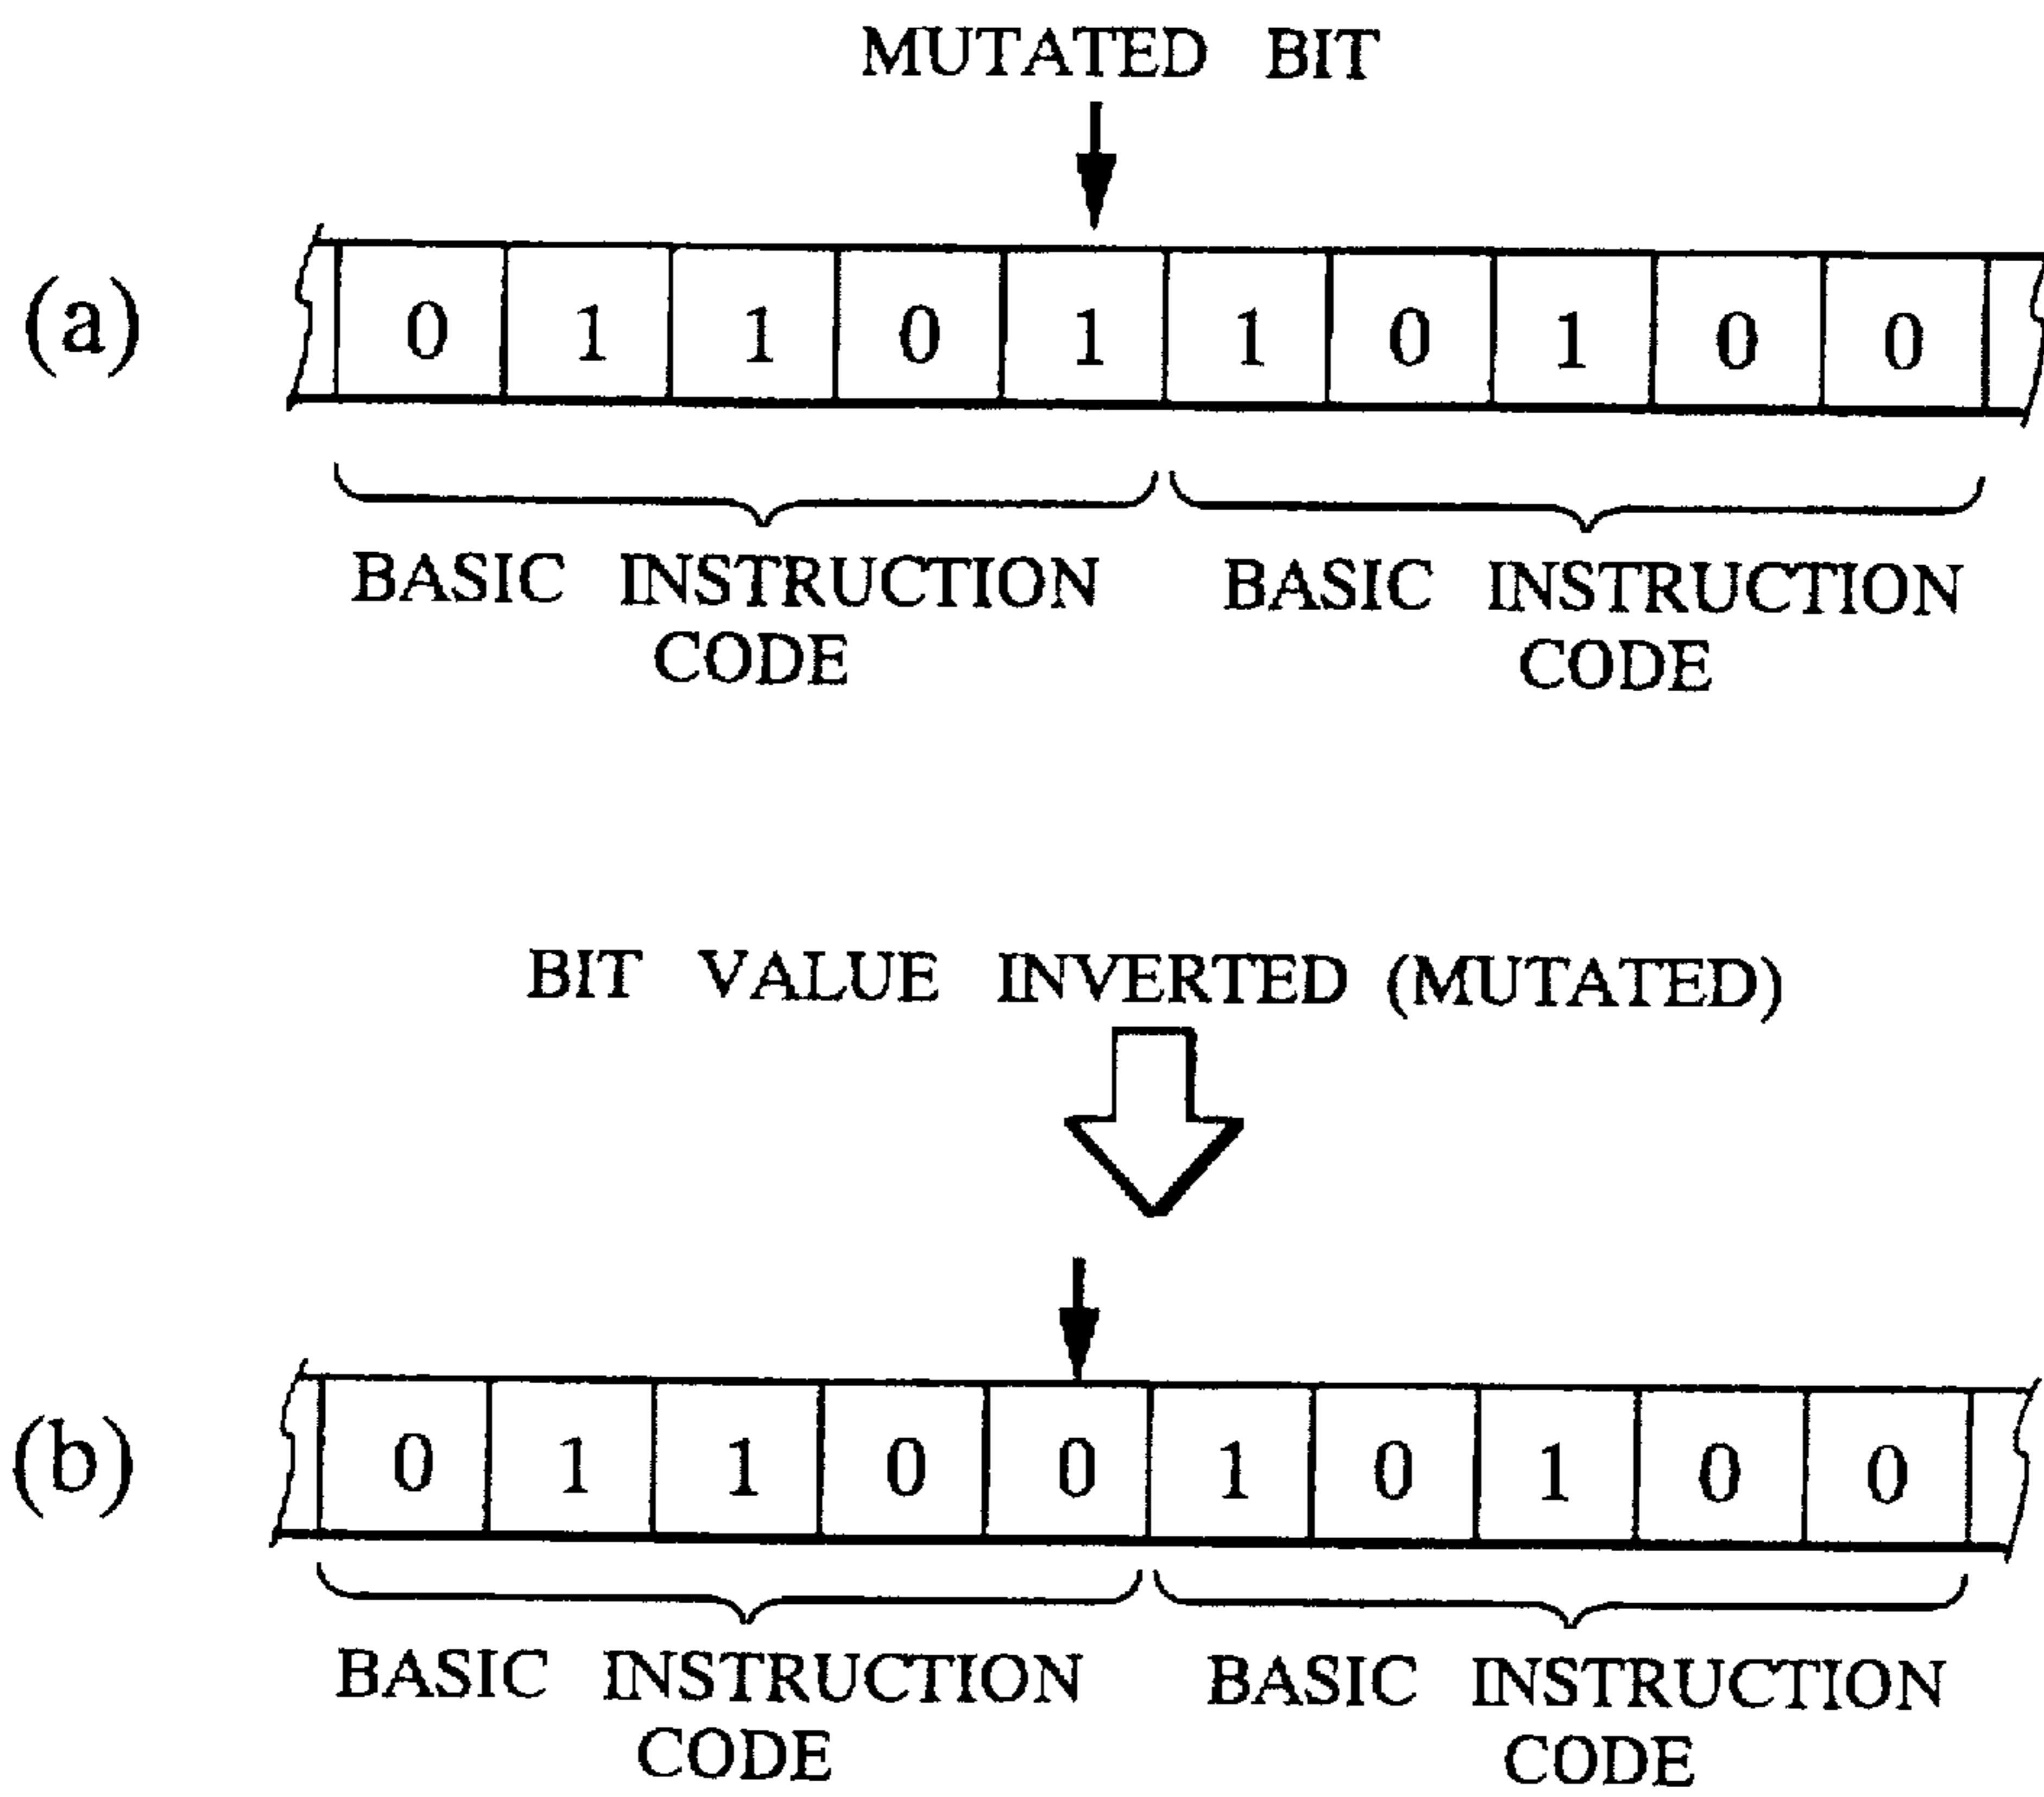 MUTATED BIT
(a) 0 1 1 0 1 1 0 1 0 0
BASIC INSTRUCTION CODE
BASIC INSTRUCTION CODE
BIT VALUE INVERTED (MUTATED)
(b) 0 1 1 0 0 1 0 1 0 0
BASIC INSTRUCTION CODE
BASIC INSTRUCTION CODE